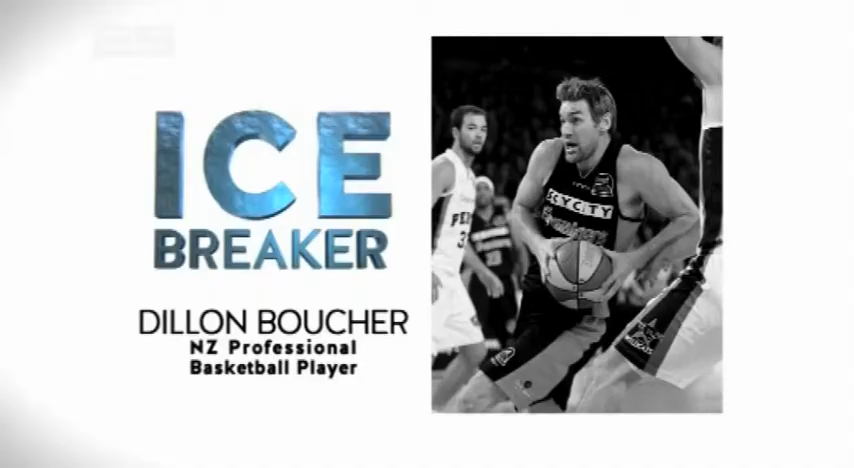 ICE
BREAKER
DILLON BOUCHER
NZ Professional
Basketball Player
SKYCITY